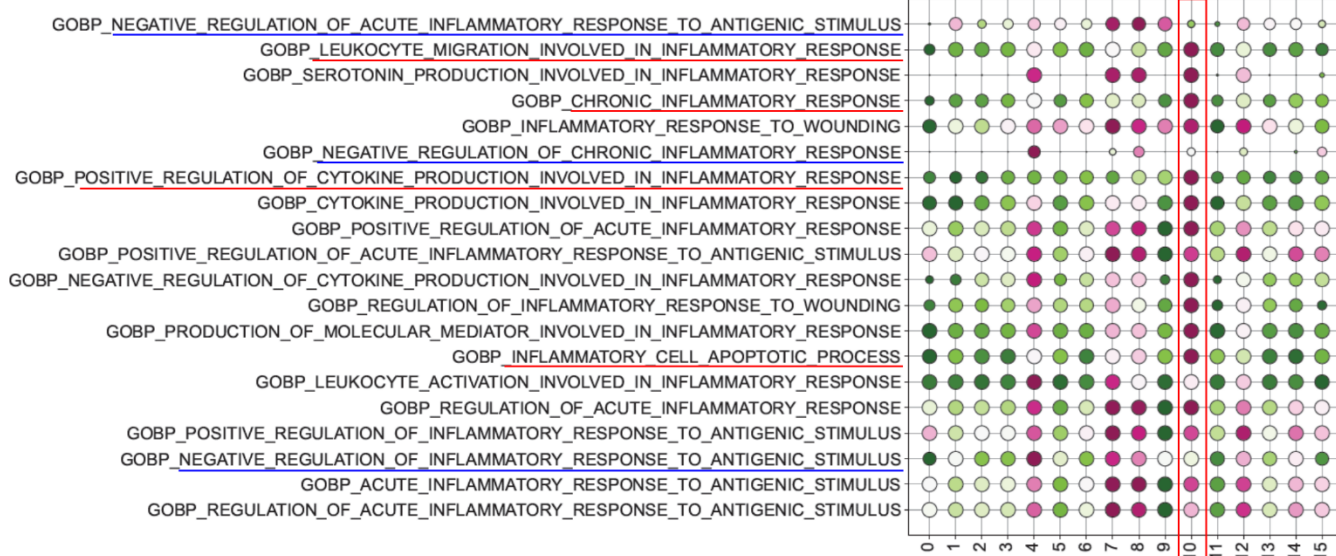 GOBP_NEGATIVE_REGULATION_OF_ACUTE_INFLAMMATORY_RESPONSE_TO_ANTIGENIC_STIMULUS
GOBP_LEUKOCYTE_MIGRATION_INVOLVED_IN_INFLAMMATORY_RESPONSE
GOBP_SEROTONIN_PRODUCTION_INVOLVED_IN_INFLAMMATORY_RESPONSE
GOBP_CHRONIC_INFLAMMATORY_RESPONSE
GOBP_INFLAMMATORY_RESPONSE_TO_WOUNDING
GOBP_NEGATIVE_REGULATION_OF_CHRONIC_INFLAMMATORY_RESPONSE
GOBP_POSITIVE_REGULATION_OF_CYTOKINE_PRODUCTION_INVOLVED_IN_INFLAMMATORY_RESPONSE
GOBP_CYTOKINE_PRODUCTION_INVOLVED_IN_INFLAMMATORY_RESPONSE
GOBP_POSITIVE_REGULATION_OF_ACUTE_INFLAMMATORY_RESPONSE
GOBP_POSITIVE_REGULATION_OF_ACUTE_INFLAMMATORY_RESPONSE_TO_ANTIGENIC_STIMULUS
GOBP_NEGATIVE_REGULATION_OF_CYTOKINE_PRODUCTION_INVOLVED_IN_INFLAMMATORY_RESPONSE
GOBP_REGULATION_OF_INFLAMMATORY_RESPONSE_TO_WOUNDING
GOBP_PRODUCTION_OF_MOLECULAR_MEDIATOR_INVOLVED_IN_INFLAMMATORY_RESPONSE
GOBP_INFLAMMATORY_CELL_APOPTOTIC_PROCESS
GOBP_LEUKOCYTE_ACTIVATION_INVOLVED_IN_INFLAMMATORY_RESPONSE
GOBP_REGULATION_OF_ACUTE_INFLAMMATORY_RESPONSE
GOBP_POSITIVE_REGULATION_OF_INFLAMMATORY_RESPONSE_TO_ANTIGENIC_STIMULUS
GOBP_NEGATIVE_REGULATION_OF_INFLAMMATORY_RESPONSE_TO_ANTIGENIC_STIMULUS
GOBP_ACUTE_INFLAMMATORY_RESPONSE_TO_ANTIGENIC_STIMULUS
GOBP_REGULATION_OF_ACUTE_INFLAMMATORY_RESPONSE_TO_ANTIGENIC_STIMULUS
0 1 2 3 4 5 6 7 8 9 10 11 12 13 14 15